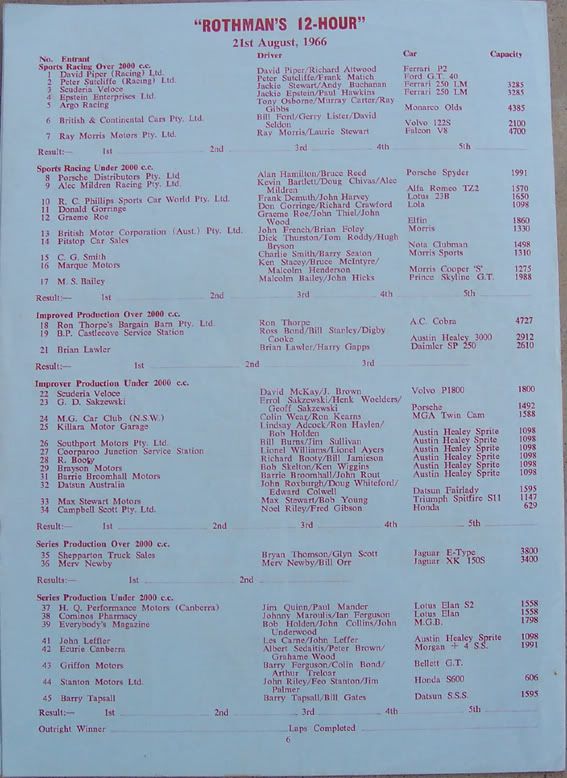 "ROTHMAN'S 12-HOUR"
21st August, 1966
No. Entrant Driver Car Capacity
Sports Racing Over 2000 c.c.
1 David Piper (Racing) Ltd. David Piper/Richard Attwood Ferrari P2
2 Peter Sutcliffe (Racing) Ltd. Peter Sutcliffe/Frank Matich Ford G.T. 40
3 Scuderia Veloce Jackie Stewart/Andy Buchanan Ferrari 250 LM 3285
4 Epstein Enterprises Ltd. Jackie Epstein/Paul Hawkins Ferrari 250 LM 3285
5 Argo Racing Tony Osborne/Murray Carter/Ray
Gibbs Monarco Olds 4385
6 British & Continental Cars Pty. Ltd. Bill Ford/Gerry Lister/David
Seldon Volvo 122S 2100
7 Ray Morris Motors Pty. Ltd. Ray Morris/Laurie Stewart Falcon V8 4700
Result:— 1st 2nd 3rd 4th 5th
Sports Racing Under 2000 c.c.
8 Porsche Distributors Pty. Ltd Alan Hamilton/Bruce Reed Porsche Spyder 1991
9 Alec Mildren Racing Pty. Ltd. Kevin Bartlett/Doug Chivas/Alec
Mildren Alfa Romeo TZ2 1570
10 R. C. Phillips Sports Car World Pty. Ltd. Frank Demuth/John Harvey Lotus 23B 1650
11 Donald Gorringe Don Gorringe/Richard Crawford Lola 1098
12 Graeme Roe Graeme Roe/John Thiel/John
Wood Elfin 1860
13 British Motor Corporation (Aust.) Pty. Ltd. John French/Brian Foley Morris 1330
14 Pitstop Car Sales Dick Thurston/Tom Roddy/Hugh
Bryson Nota Clubman 1498
15 C. G. Smith Charlie Smith/Barry Seaton Morris Sports 1310
16 Marque Motors Ken Stacey/Bruce McIntyre/
Malcolm Henderson Morris Cooper 'S' 1275
17 M. S. Bailey Malcolm Bailey/John Hicks Prince Skyline G.T. 1988
Result:— 1st 2nd 3rd 4th 5th
Improved Production Over 2000 c.c.
18 Ron Thorpe's Bargain Barn Pty. Ltd. Ron Thorpe A.C. Cobra 4727
19 B.P. Castlecove Service Station Ross Bond/Bill Stanley/Digby
Cooke Austin Healey 3000 2912
21 Brian Lawler Brian Lawler/Harry Gapps Daimler SP 250 2510
Result:— 1st 2nd 3rd
Improver Production Under 2000 c.c.
22 Scuderia Veloce David McKay/J. Brown Volvo P1800 1800
23 G. D. Sakzewski Errol Sakzewski/Henk Woelders/
Geoff Sakzewski Porsche 1492
24 M.G. Car Club (N.S.W.) Colin Wear/Ron Kearns MGA Twin Cam 1588
25 Killara Motor Garage Lindsay Adcock/Ron Haylen/
Bob Holden Austin Healey Sprite 1098
26 Southport Motors Pty. Ltd. Bill Burns/Jim Sullivan Austin Healey Sprite 1098
27 Coorparoo Junction Service Station Lionel Williams/Lionel Ayers Austin Healey Sprite 1098
28 R. Booty Richard Booty/Bill Jamieson Austin Healey Sprite 1098
29 Brayson Motors Bob Skelton/Ken Wiggins Austin Healey Sprite 1098
31 Barrie Broomhall Motors Barrie Broomhall/John Rout Austin Healey Sprite 1098
32 Datsun Australia John Roxburgh/Doug Whiteford/
Edward Colwell Datsun Fairlady 1595
33 Max Stewart Motors Max Stewart/Bob Young Triumph Spitfire S11 1147
34 Campbell Scott Pty. Ltd. Noel Riley/Fred Gibson Honda 629
Result:— 1st 2nd 3rd 4th 5th
Series Production Over 2000 c.c.
35 Shepparton Truck Sales Bryan Thomson/Glyn Scott Jaguar E-Type 3800
36 Merv Newby Merv Newby/Bill Orr Jaguar XK 150S 3400
Results:— 1st 2nd
Series Production Under 2000 c.c.
37 H. Q. Performance Motors (Canberra) Jim Quinn/Paul Mander Lotus Elan S2 1558
38 Cominos Pharmacy Johnny Maroulis/Ian Ferguson Lotus Elan 1558
39 Everybody's Magazine Bob Holden/John Collins/John
Underwood M.G.B. 1798
41 John Leffler Les Carne/John Leffer Austin Healey Sprite 1098
42 Ecurie Canberra Albert Sedaitis/Peter Brown/
Grahame Wood Morgan + 4 S.S. 1991
43 Griffon Motors Barry Ferguson/Colin Bond/
Arthur Treloar Bellett G.T.
44 Stanton Motors Ltd. John Riley/Feo Stanton/Jim
Palmer Honda S600 606
45 Barry Tapsall Barry Tapsall/Bill Gates Datsun S.S.S. 1595
Result:— 1st 2nd 3rd 4th 5th
Outright Winner Laps Completed
6